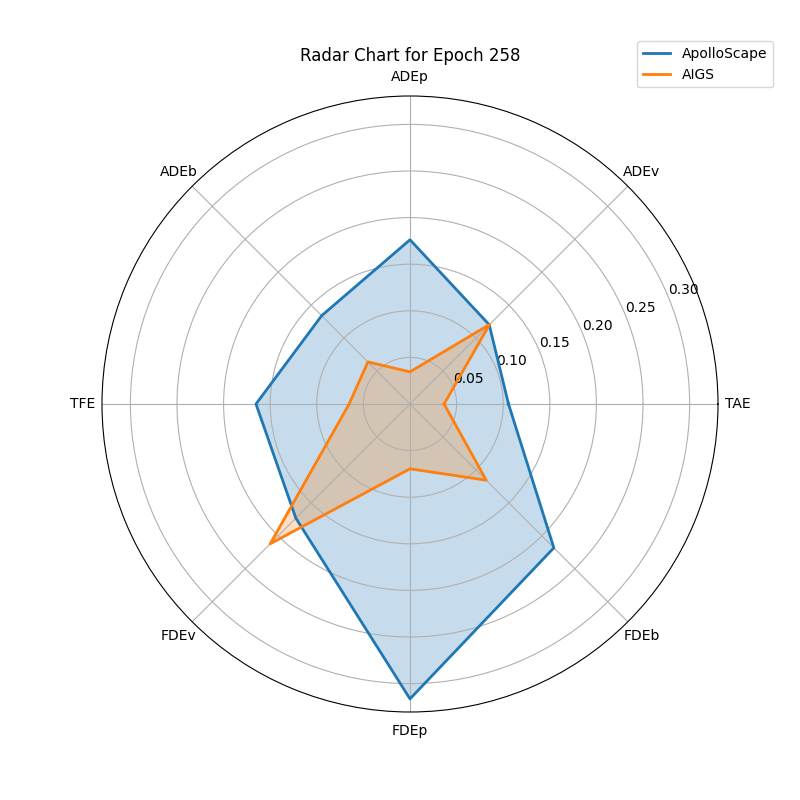 Radar Chart for Epoch 258
ApolloScape
AIGS
ADEp
ADEb
ADEv
0.30
0.25
0.20
0.15
0.10
0.05
TFE
TAE
FDEv
FDEb
FDEp